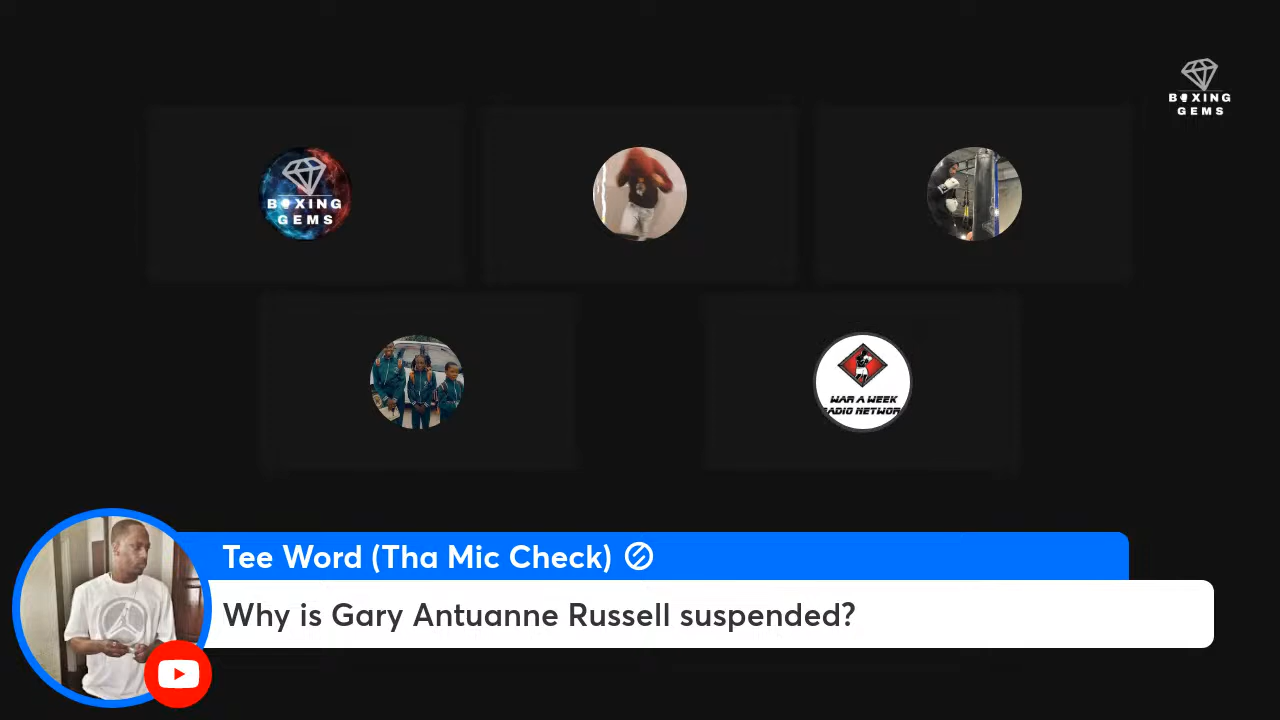 BOXING
GEMS
BOXING
GEMS
WAR A WEEK
RADIO NETWORK
Tee Word (Tha Mic Check)
Why is Gary Antuanne Russell suspended?